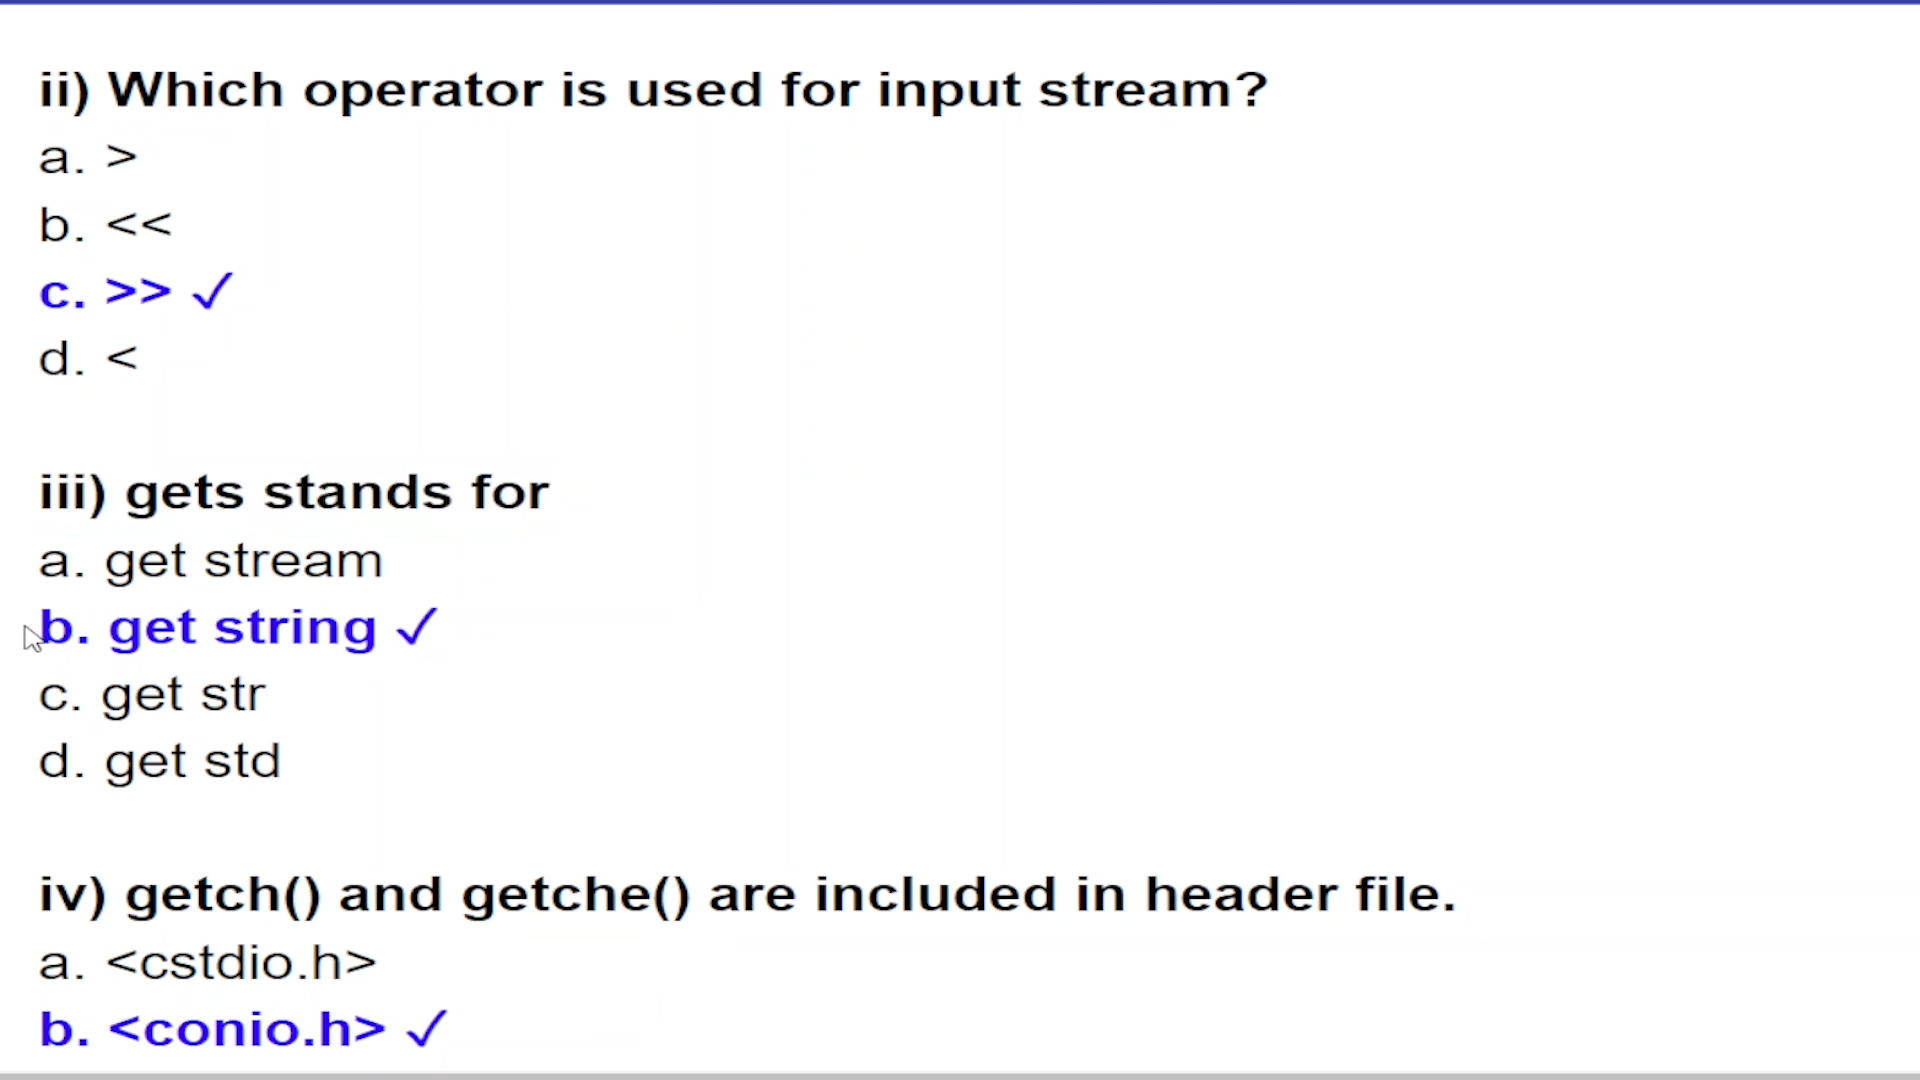 ii) Which operator is used for input stream?
a. >
b. <<
c. >> ✓
d. <
iii) gets stands for
a. get stream
b. get string ✓
c. get str
d. get std
iv) getch() and getche() are included in header file.
a. <cstdio.h>
b. <conio.h> ✓